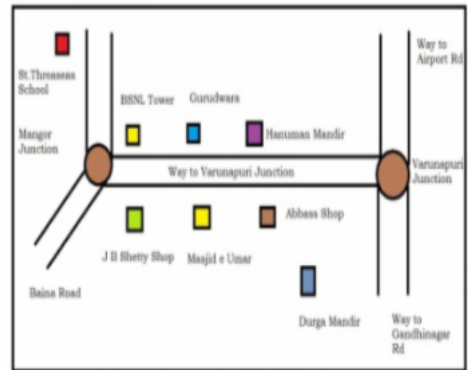 Way to
Airport Rd
St.Threaseas
School
BSNL Tower
Gurudwara
Mangor
Junction
Hanuman Mandir
Way to Varunapuri Junction
Varunapuri
Junction
Abbass Shop
J B Shetty Shop
Masjid e Umar
Baina Road
Durga Mandir
Way to
Gandhinagar
Rd